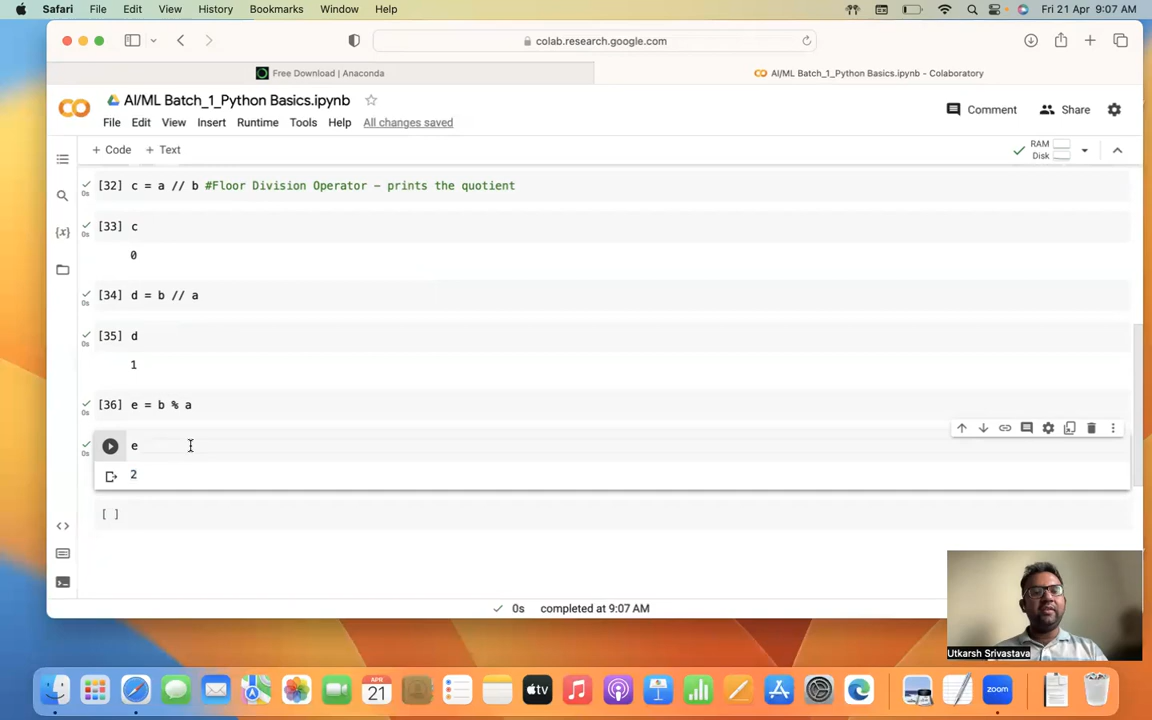 Safari File Edit View History Bookmarks Window Help Fri 21 Apr 9:07 AM
colab.research.google.com
Free Download | Anaconda
AI/ML Batch_1_Python Basics.ipynb - Colaboratory
AI/ML Batch_1_Python Basics.ipynb
Comment Share
File Edit View Insert Runtime Tools Help All changes saved
+ Code + Text
RAM
Disk
[32] c = a // b #Floor Division Operator - prints the quotient
0s
[33] c
0s
0
[34] d = b // a
0s
[35] d
0s
1
[36] e = b % a
0s
e
0s
2
[ ]
0s completed at 9:07 AM
Utkarsh Srivastava
APR
21
tv
zoom